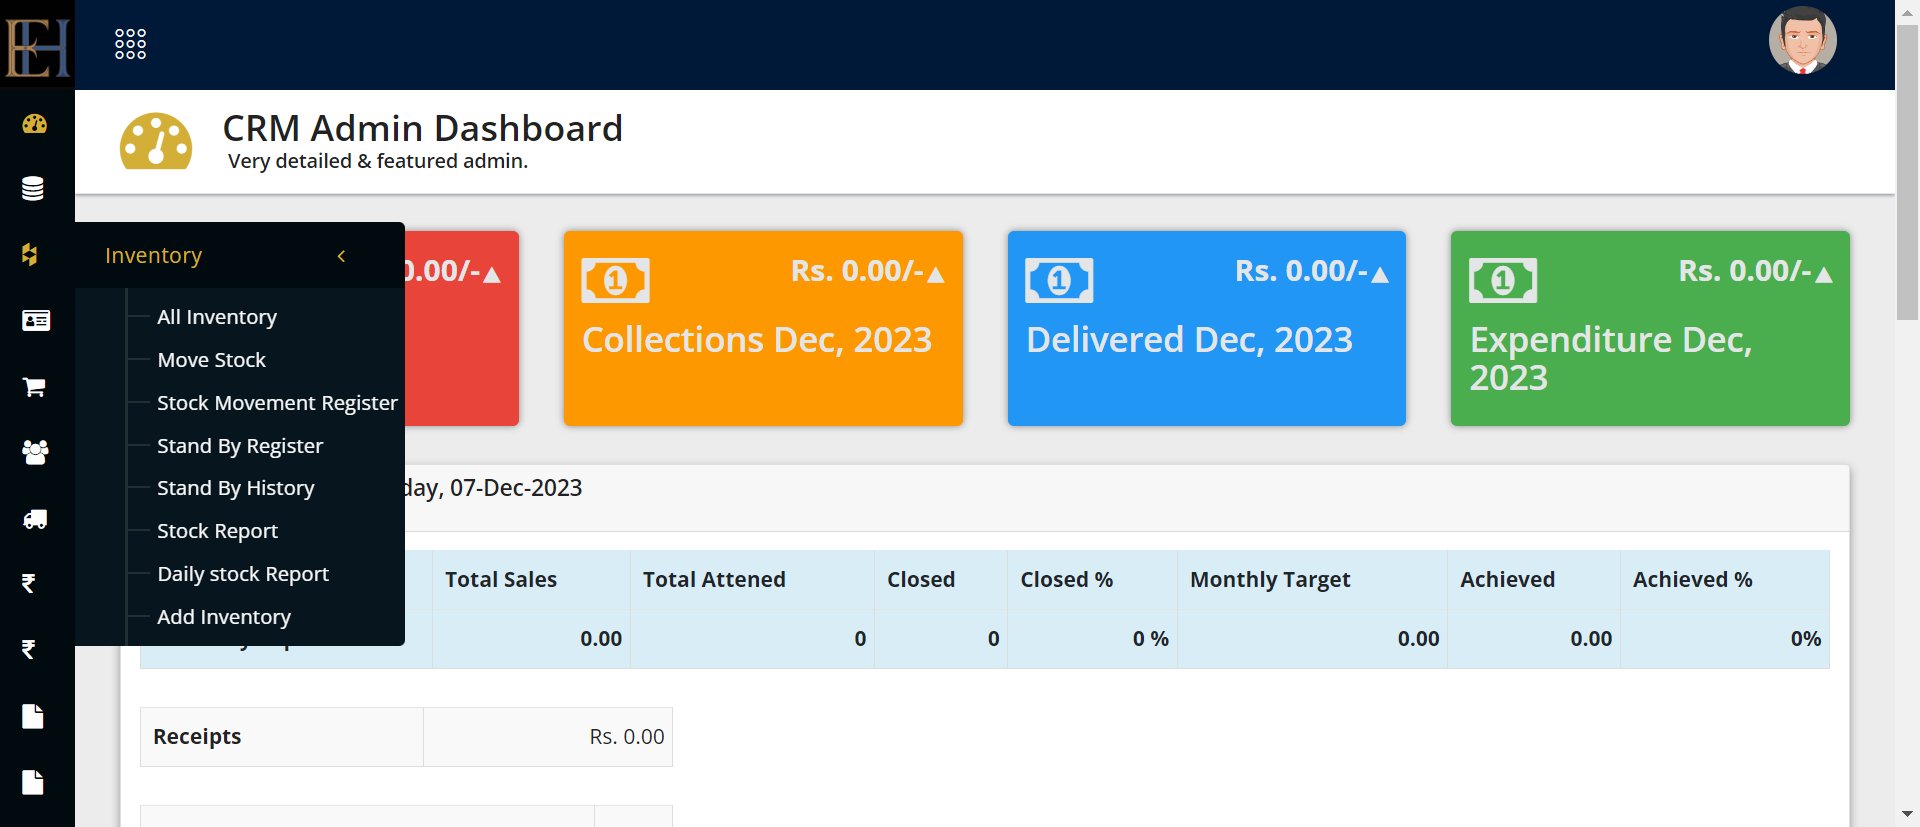 EH
CRM Admin Dashboard
Very detailed & featured admin.
Inventory
All Inventory
Move Stock
Stock Movement Register
Stand By Register
Stand By History
Stock Report
Daily stock Report
Add Inventory
0.00/-
Rs. 0.00/-
Collections Dec, 2023
Rs. 0.00/-
Delivered Dec, 2023
Rs. 0.00/-
Expenditure Dec,
2023
day, 07-Dec-2023
Total Sales Total Attened Closed Closed % Monthly Target Achieved Achieved %
0.00 0 0 0 % 0.00 0.00 0%
Receipts Rs. 0.00